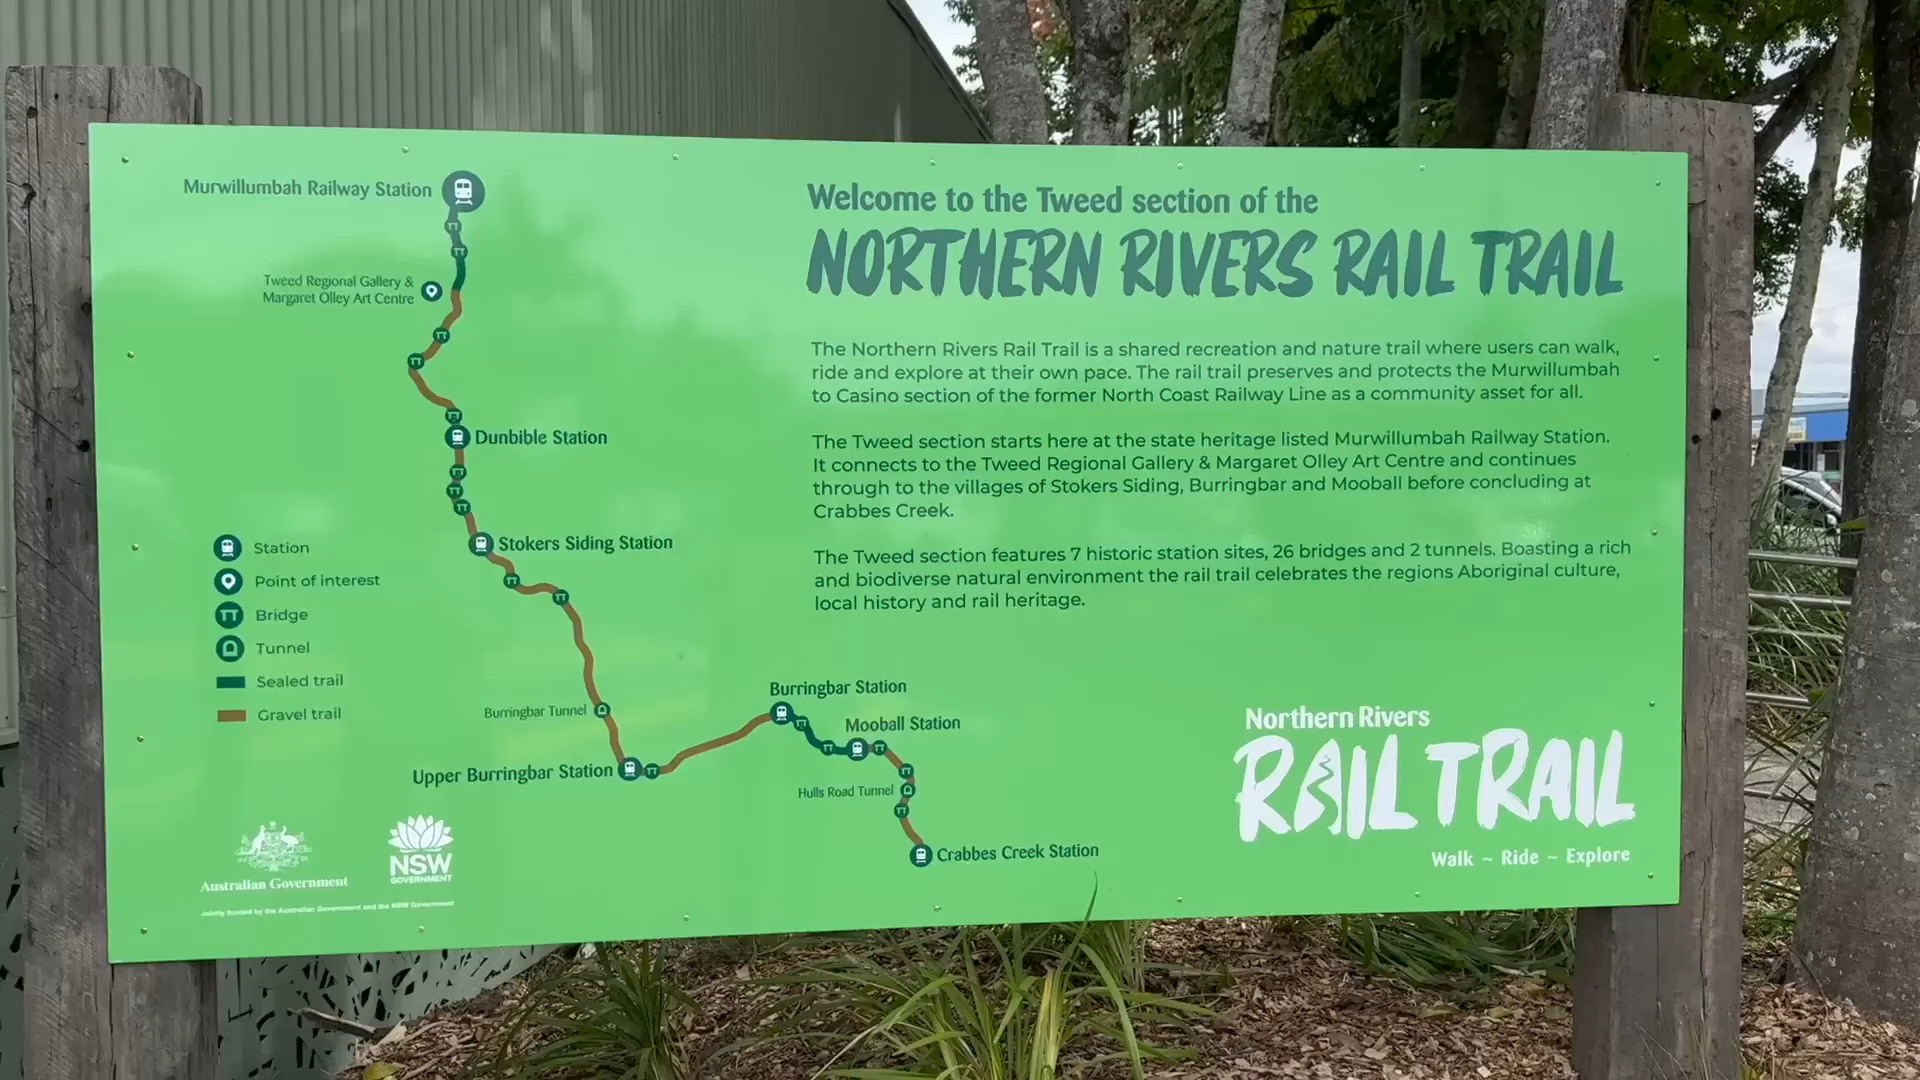 Murwillumbah Railway Station
Tweed Regional Gallery &
Margaret Olley Art Centre
Dunbible Station
Stokers Siding Station
Station
Point of interest
Bridge
Tunnel
Sealed trail
Gravel trail
Burringbar Tunnel
Upper Burringbar Station
Burringbar Station
Mooball Station
Hulls Road Tunnel
Crabbes Creek Station
Australian Government
NSW
GOVERNMENT
Jointly funded by the Australian Government and the NSW Government
Welcome to the Tweed section of the
NORTHERN RIVERS RAIL TRAIL
The Northern Rivers Rail Trail is a shared recreation and nature trail where users can walk,
ride and explore at their own pace. The rail trail preserves and protects the Murwillumbah
to Casino section of the former North Coast Railway Line as a community asset for all.
The Tweed section starts here at the state heritage listed Murwillumbah Railway Station.
It connects to the Tweed Regional Gallery & Margaret Olley Art Centre and continues
through to the villages of Stokers Siding, Burringbar and Mooball before concluding at
Crabbes Creek.
The Tweed section features 7 historic station sites, 26 bridges and 2 tunnels. Boasting a rich
and biodiverse natural environment the rail trail celebrates the regions Aboriginal culture,
local history and rail heritage.
Northern Rivers
RAIL TRAIL
Walk ~ Ride ~ Explore